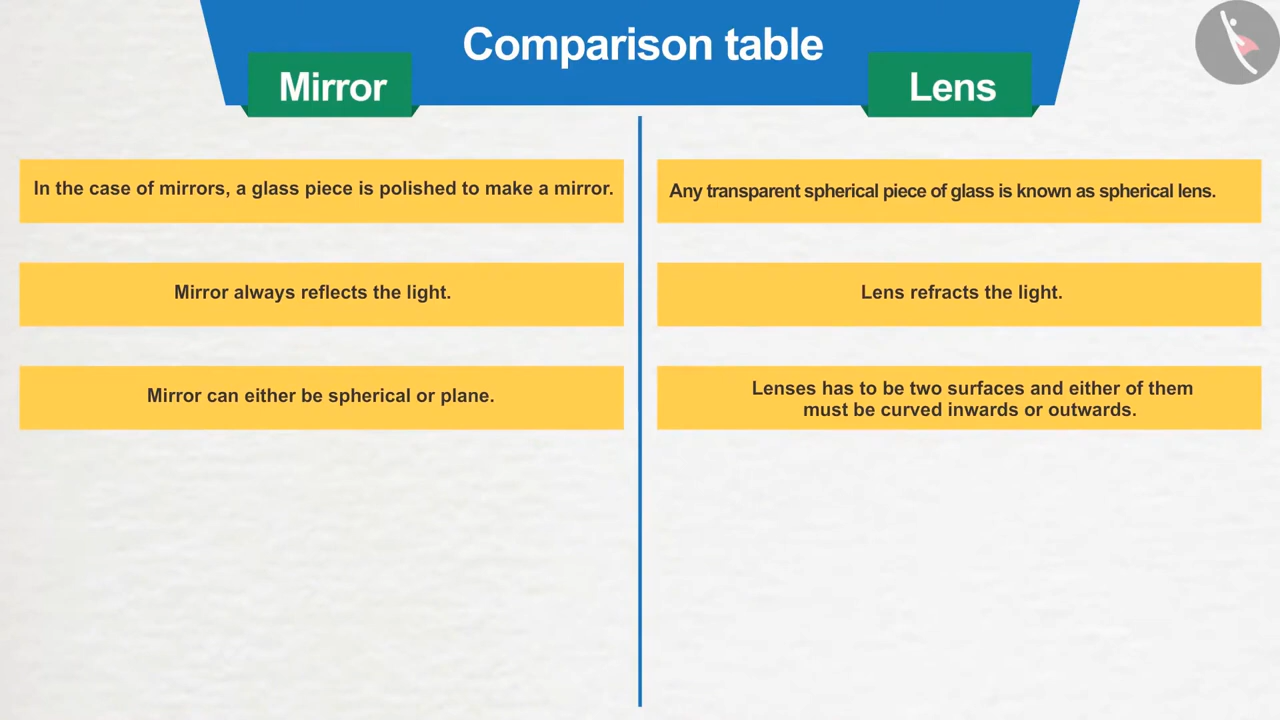 Comparison table
Mirror
Lens
In the case of mirrors, a glass piece is polished to make a mirror.
Any transparent spherical piece of glass is known as spherical lens.
Mirror always reflects the light.
Lens refracts the light.
Mirror can either be spherical or plane.
Lenses has to be two surfaces and either of them
must be curved inwards or outwards.